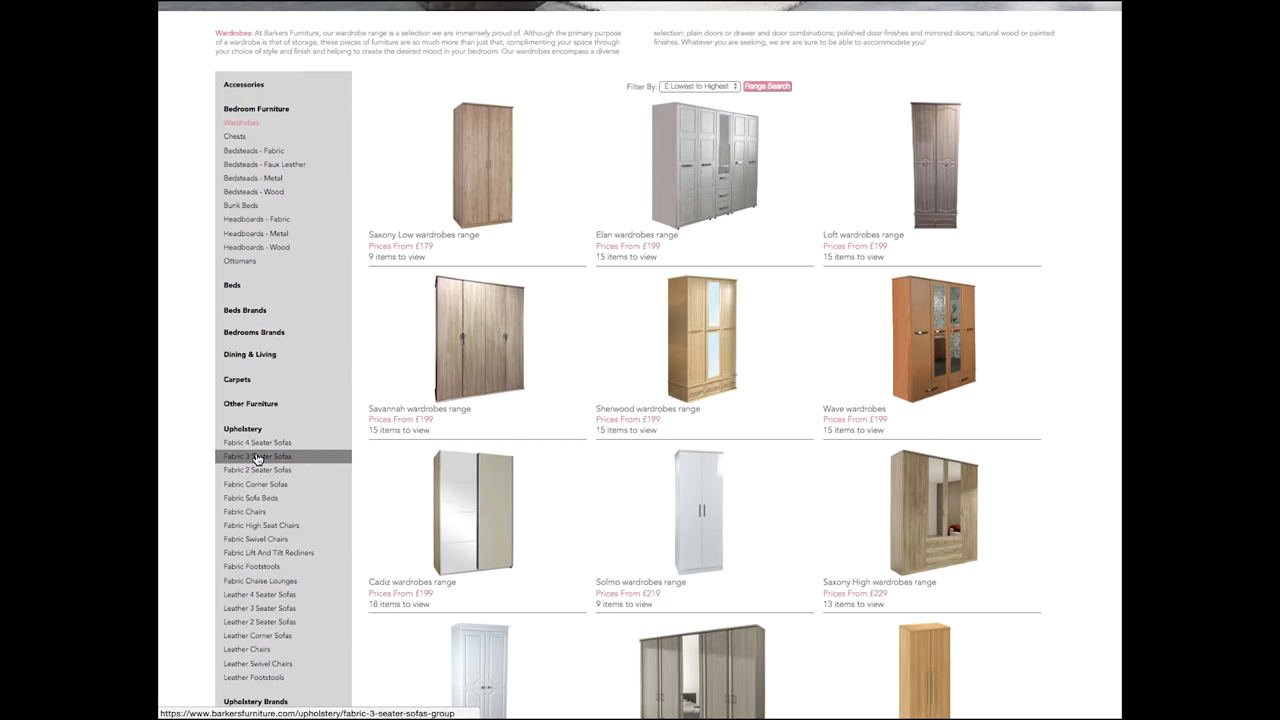 Wardrobes: At Barkers Furniture, our wardrobe range is a selection we are immensely proud of. Although the primary purpose
of a wardrobe is that of storage, these pieces of furniture are so much more than just that, complimenting your space through
your choice of style and finish and helping to create the desired mood in your bedroom. Our wardrobes encompass a diverse
selection: plain doors or drawer and door combinations; polished door finishes and mirrored doors; natural wood or painted
finishes. Whatever you are seeking, we are are sure to be able to accommodate you!
Accessories
Bedroom Furniture
Wardrobes
Chests
Bedsteads - Fabric
Bedsteads - Faux Leather
Bedsteads - Metal
Bedsteads - Wood
Bunk Beds
Headboards - Fabric
Headboards - Metal
Headboards - Wood
Ottomans
Beds
Beds Brands
Bedrooms Brands
Dining & Living
Carpets
Other Furniture
Upholstery
Fabric 4 Seater Sofas
Fabric 3 Seater Sofas
Fabric 2 Seater Sofas
Fabric Corner Sofas
Fabric Sofa Beds
Fabric Chairs
Fabric High Seat Chairs
Fabric Swivel Chairs
Fabric Lift And Tilt Recliners
Fabric Footstools
Fabric Chaise Lounges
Leather 4 Seater Sofas
Leather 3 Seater Sofas
Leather 2 Seater Sofas
Leather Corner Sofas
Leather Chairs
Leather Swivel Chairs
Leather Footstools
Upholstery Brands
Filter By: £ Lowest to Highest Range Search
Saxony Low wardrobes range
Prices From £179
9 items to view
Elan wardrobes range
Prices From £199
15 items to view
Loft wardrobes range
Prices From £199
15 items to view
Savannah wardrobes range
Prices From £199
15 items to view
Sherwood wardrobes range
Prices From £199
15 items to view
Wave wardrobes
Prices From £199
15 items to view
Cadiz wardrobes range
Prices From £199
18 items to view
Solmo wardrobes range
Prices From £219
9 items to view
Saxony High wardrobes range
Prices From £229
13 items to view
https://www.barkersfurniture.com/upholstery/fabric-3-seater-sofas-group